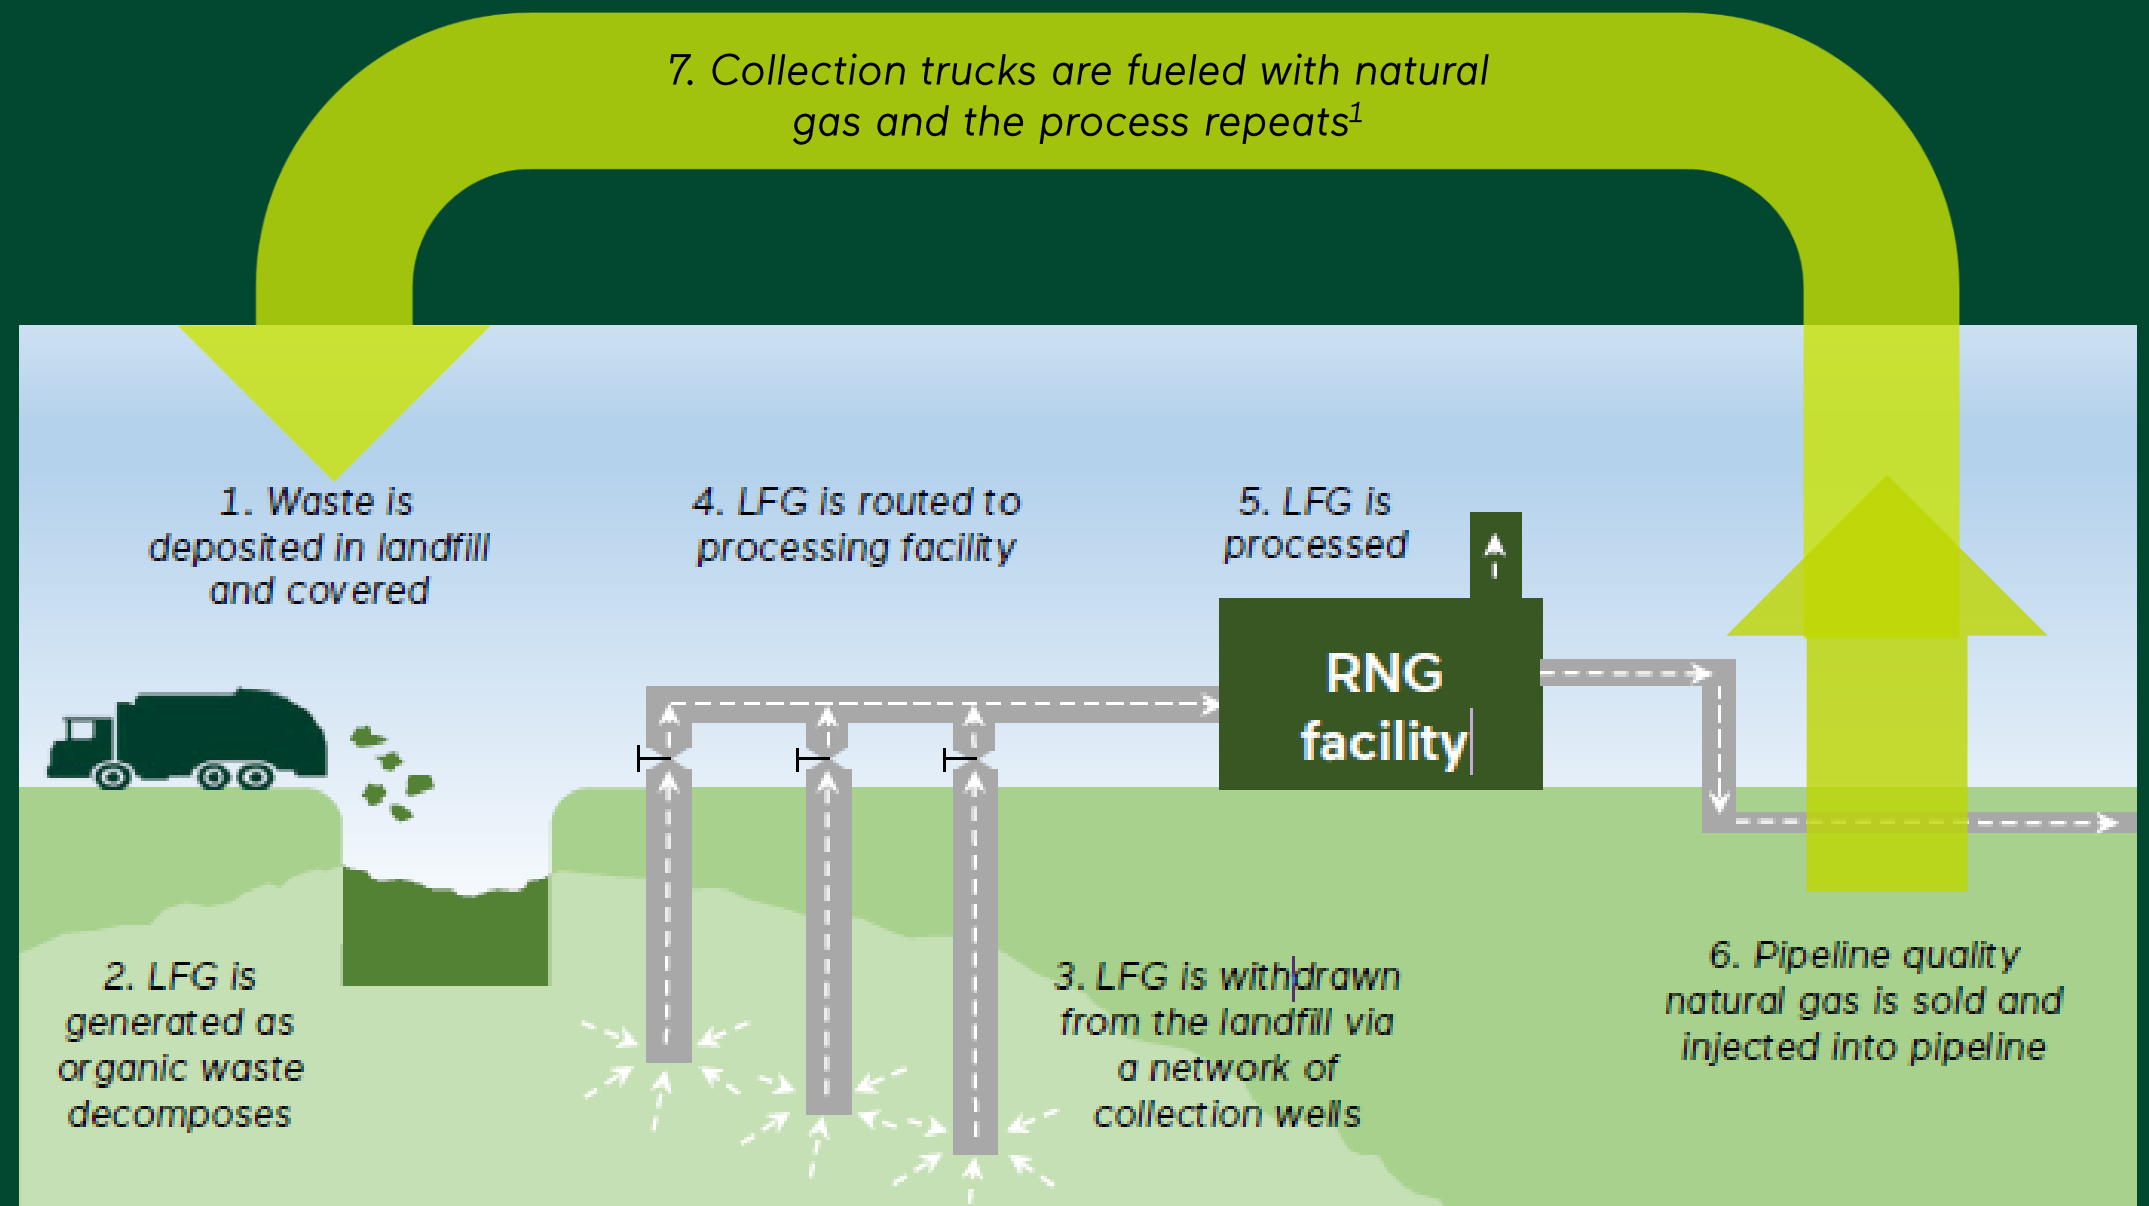 7. Collection trucks are fueled with natural
gas and the process repeats¹
1. Waste is
deposited in landfill
and covered
4. LFG is routed to
processing facility
5. LFG is
processed
RNG
facility
2. LFG is
generated as
organic waste
decomposes
3. LFG is withdrawn
from the landfill via
a network of
collection wells
6. Pipeline quality
natural gas is sold and
injected into pipeline